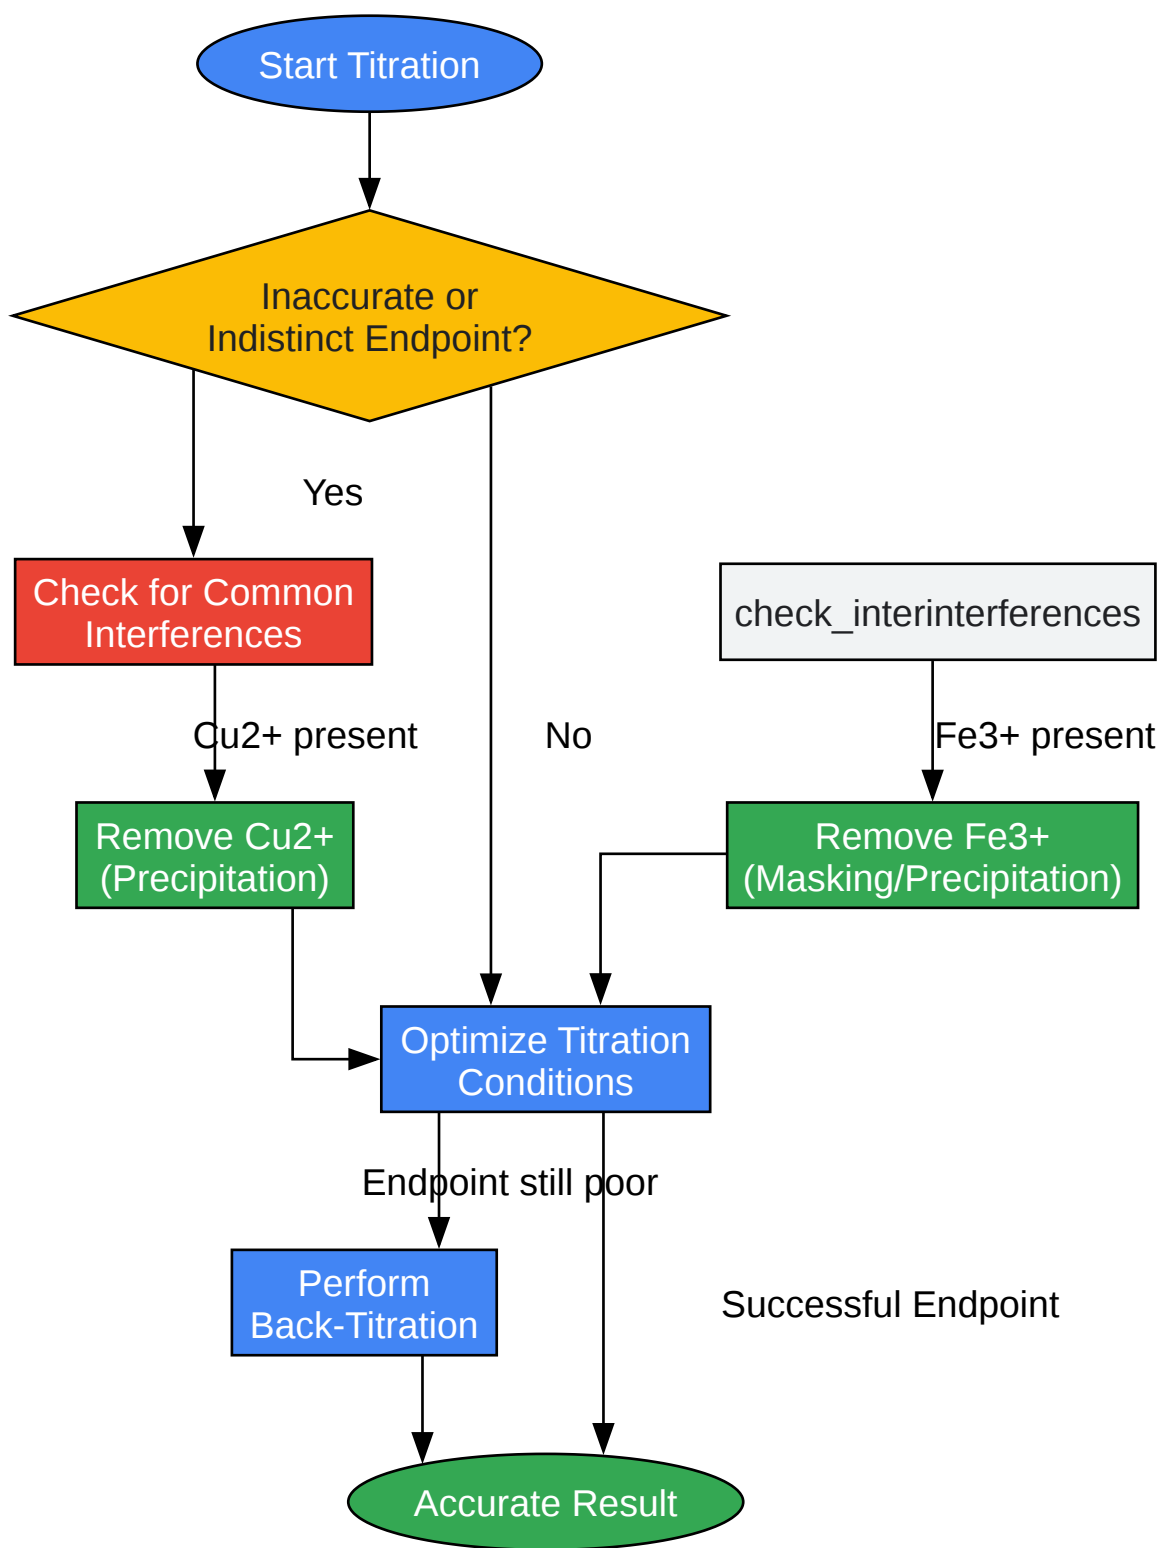 Start Titration
Inaccurate or
Indistinct Endpoint?
Yes
Check for Common
Interferences
check_interinterferences
Cu2+ present
No
Fe3+ present
Remove Cu2+
(Precipitation)
Remove Fe3+
(Masking/Precipitation)
Optimize Titration
Conditions
Endpoint still poor
Perform
Back-Titration
Successful Endpoint
Accurate Result